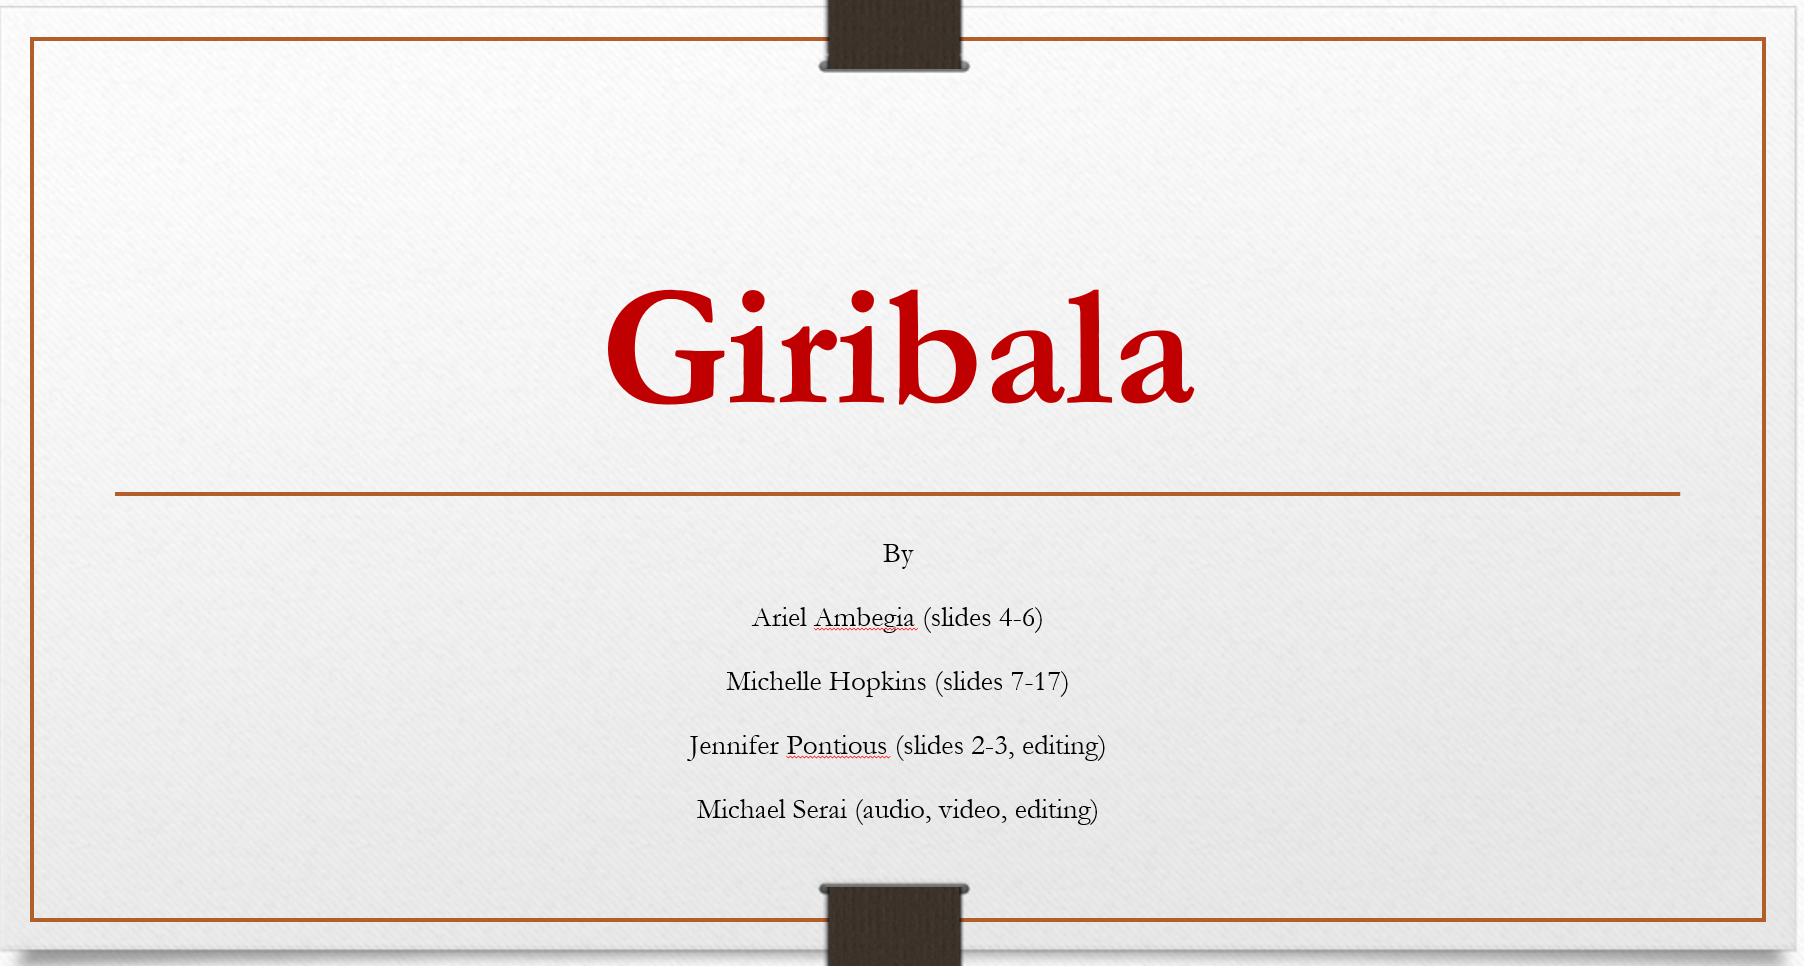 Giribala
By
Ariel Ambegia (slides 4-6)
Michelle Hopkins (slides 7-17)
Jennifer Pontious (slides 2-3, editing)
Michael Serai (audio, video, editing)